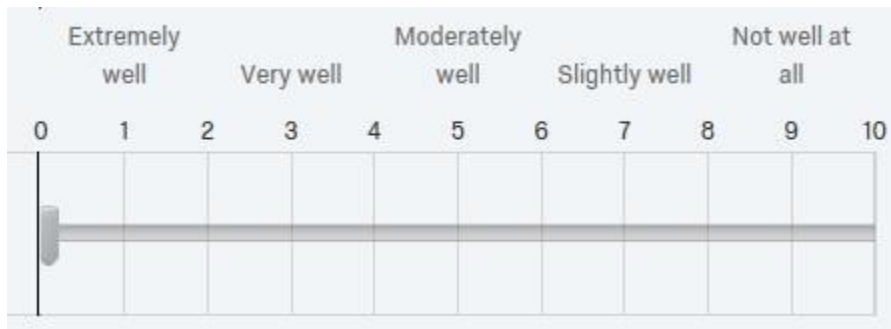 Extremely well Very well Moderately well Slightly well Not well at all
0 1 2 3 4 5 6 7 8 9 10